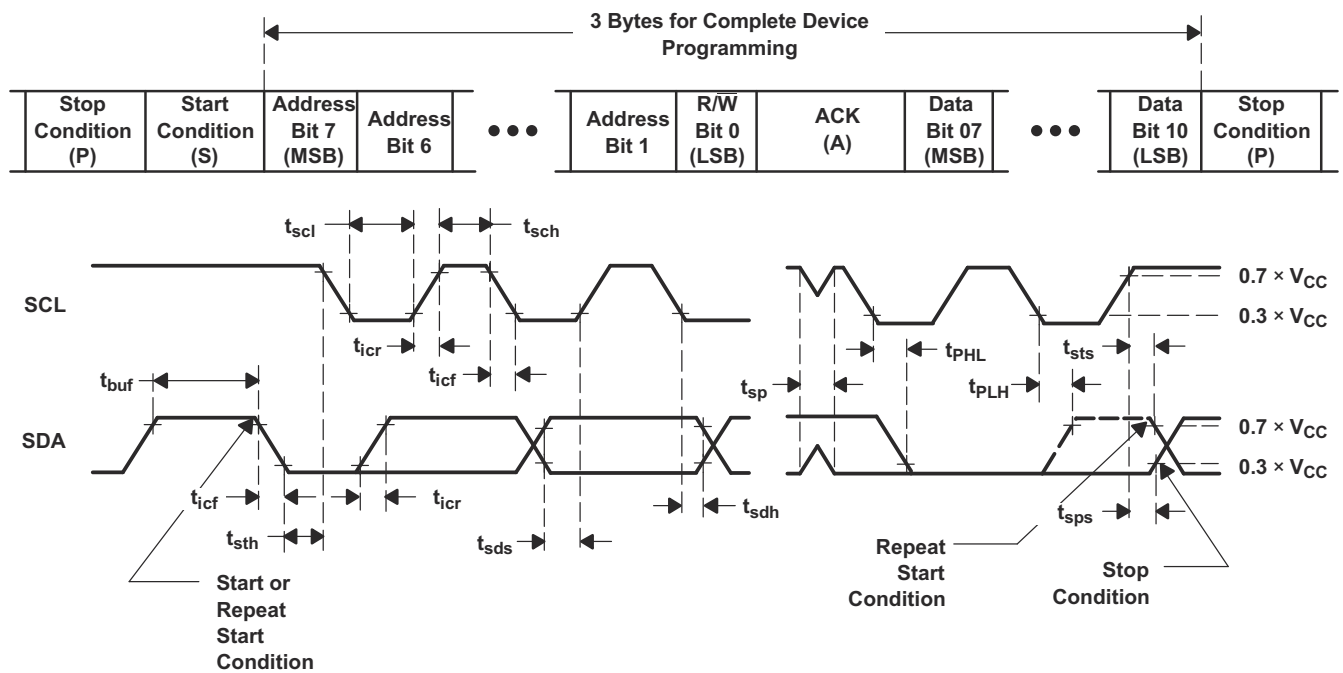 3 Bytes for Complete Device
Programming
Stop
Condition
(P)
Start
Condition
(S)
Address
Bit 7
(MSB)
Address
Bit 6
•••
Address
Bit 1
R/W̅
Bit 0
(LSB)
ACK
(A)
Data
Bit 07
(MSB)
•••
Data
Bit 10
(LSB)
Stop
Condition
(P)
tscl
tsch
SCL
0.7 × VCC
0.3 × VCC
ticr
ticf
tbuf
tPHL
tsts
tsp
tPLH
SDA
0.7 × VCC
0.3 × VCC
ticf
ticr
tsth
tsds
tsdh
tsps
Start or
Repeat
Start
Condition
Repeat
Start
Condition
Stop
Condition